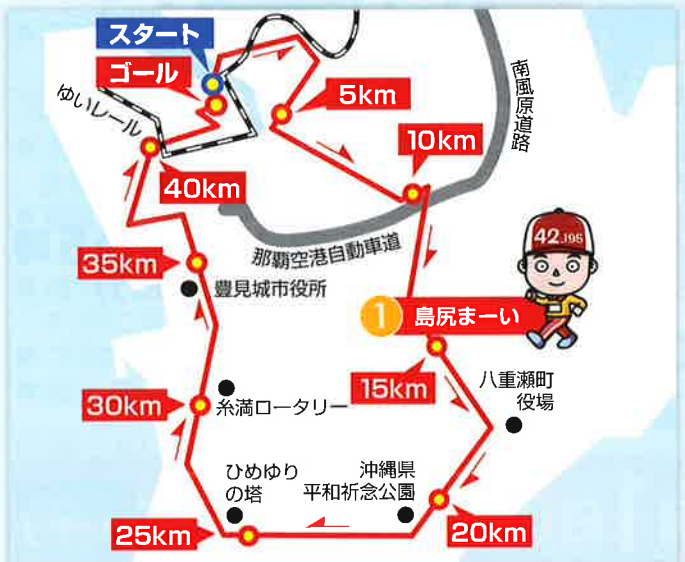 スタート
ゴール
ゆいレール
5km
南風原道路
10km
40km
那覇空港自動車道
42.195
35km
豊見城市役所
1
島尻まーい
15km
八重瀬町
役場
30km
糸満ロータリー
ひめゆり
の塔
沖縄県
平和祈念公園
25km
20km